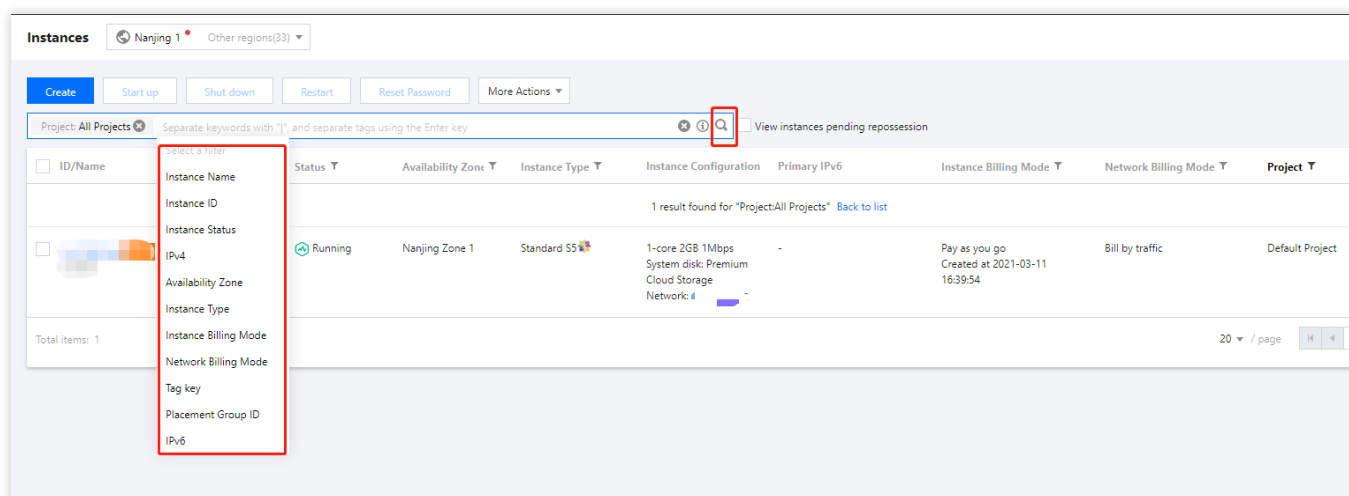 Instances Nanjing 1 Other regions(33)
Create Start up Shut down Restart Reset Password More Actions
Project: All Projects Separate keywords with "|", and separate tags using the Enter key View instances pending repossession
Select a filter
Instance Name
Instance ID
Instance Status
IPv4
Availability Zone
Instance Type
Instance Billing Mode
Network Billing Mode
Tag key
Placement Group ID
IPv6
ID/Name Status Availability Zone Instance Type Instance Configuration Primary IPv6 Instance Billing Mode Network Billing Mode Project
1 result found for "Project:All Projects" Back to list
Running Nanjing Zone 1 Standard S5 1-core 2GB 1Mbps - Pay as you go Bill by traffic Default Project
System disk: Premium Created at 2021-03-11
Cloud Storage 16:39:54
Network:
Total items: 1 20 / page